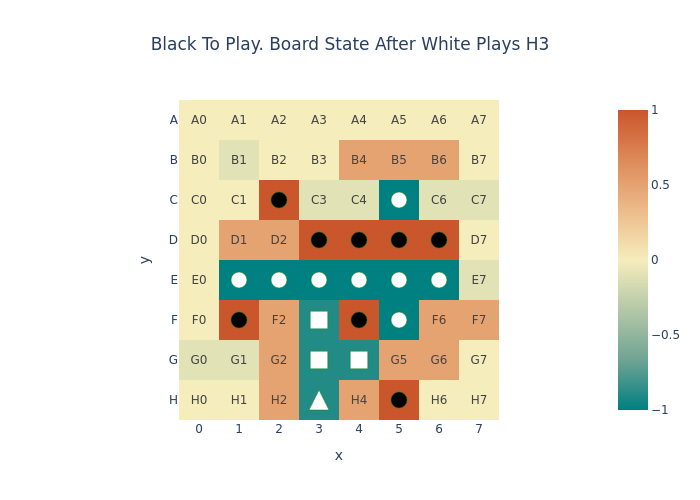 Black To Play. Board State After White Plays H3
A A0 A1 A2 A3 A4 A5 A6 A7
B B0 B1 B2 B3 B4 B5 B6 B7
C C0 C1 C3 C4 C6 C7
D D0 D1 D2 D7
E E0 E7
F F0 F2 F6 F7
G G0 G1 G2 G5 G6 G7
H H0 H1 H2 H4 H6 H7
0 1 2 3 4 5 6 7
x
y
1
0.5
0
−0.5
−1